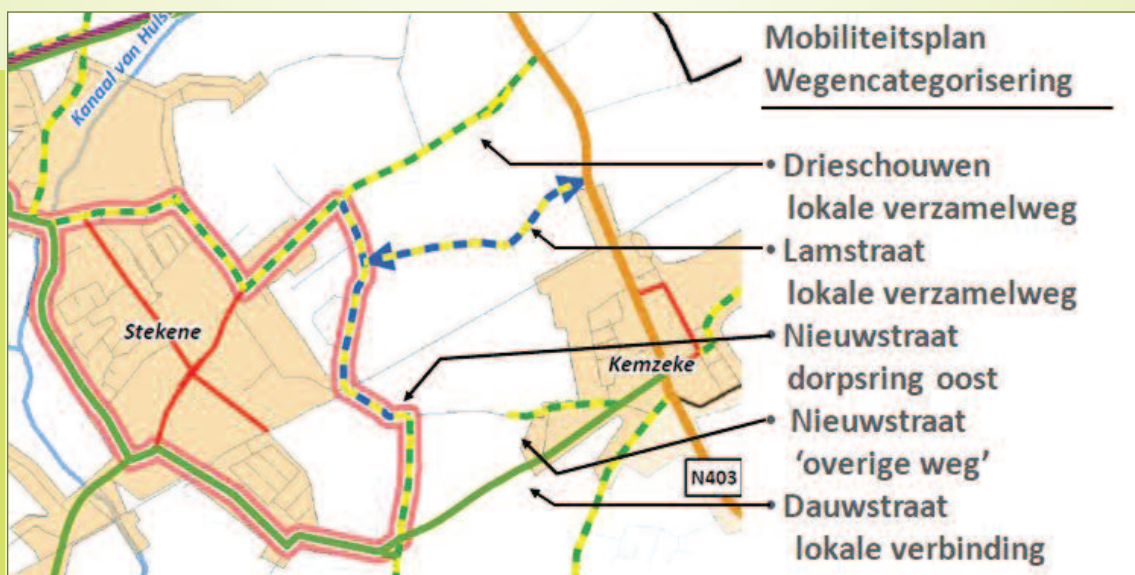 Kanaal van Hulst
Stekene
Kemzeke
N403
Mobiliteitsplan
Wegencategorisering
• Drieschouwen
lokale verzamelweg
• Lamstraat
lokale verzamelweg
• Nieuwstraat
dorpsring oost
• Nieuwstraat
‘overige weg’
• Dauwstraat
lokale verbinding